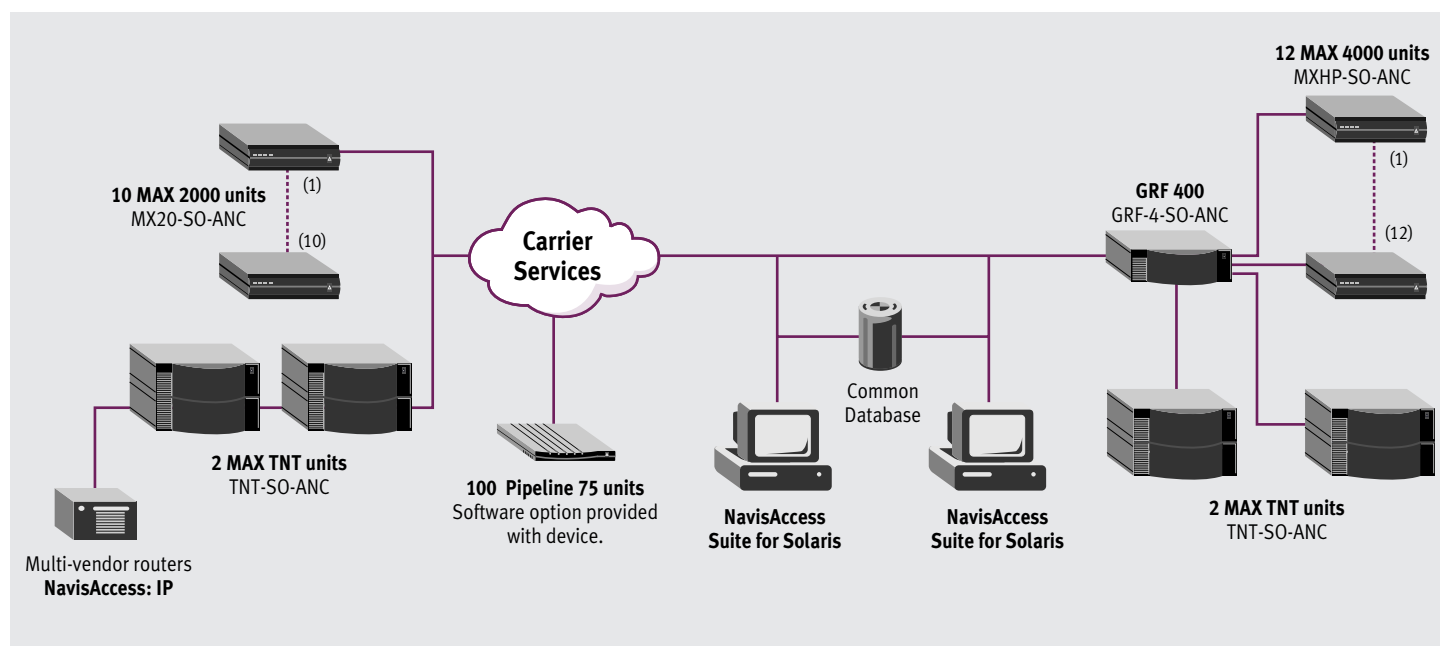 12 MAX 4000 units
MXHP-SO-ANC
(1)
(12)
10 MAX 2000 units
MX20-SO-ANC
(1)
(10)
Carrier
Services
GRF 400
GRF-4-SO-ANC
Common
Database
2 MAX TNT units
TNT-SO-ANC
100 Pipeline 75 units
Software option provided
with device.
NavisAccess
Suite for Solaris
NavisAccess
Suite for Solaris
2 MAX TNT units
TNT-SO-ANC
Multi-vendor routers
NavisAccess: IP